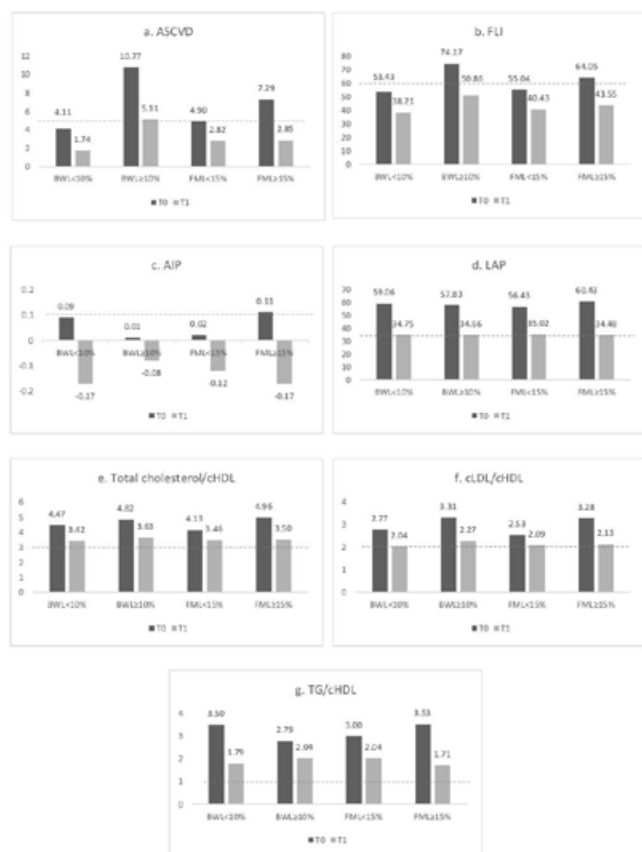 a. ASCVD
12
10
8
6
4
2
0
4.11
1.74
10.77
5.11
4.90
2.82
7.29
2.85
BWL<10%
BWL≥10%
FML<15%
FML≥15%
T0 T1
b. FLI
80
70
60
50
40
30
20
10
0
53.43
38.21
74.17
50.86
55.04
40.43
64.05
43.55
BWL<10%
BWL≥10%
FML<15%
FML≥15%
T0 T1
c. AIP
0.2
0.1
0
-0.1
-0.2
0.09
-0.17
0.01
-0.08
0.02
-0.12
0.11
-0.17
BWL<10%
BWL≥10%
FML<15%
FML≥15%
T0 T1
d. LAP
70
60
50
40
30
20
10
0
59.06
34.75
57.83
34.66
56.43
35.02
60.43
34.48
BWL<10%
BWL≥10%
FML<15%
FML≥15%
T0 T1
e. Total cholesterol/cHDL
6
5
4
3
2
1
0
4.47
3.42
4.82
3.63
4.13
3.46
4.96
3.50
BWL<10%
BWL≥10%
FML<15%
FML≥15%
T0 T1
f. cLDL/cHDL
4
3
2
1
0
2.77
2.04
3.31
2.27
2.53
2.09
3.28
2.13
BWL<10%
BWL≥10%
FML<15%
FML≥15%
T0 T1
g. TG/cHDL
4
3
2
1
0
3.50
1.79
2.79
2.04
3.00
2.04
3.53
1.71
BWL<10%
BWL≥10%
FML<15%
FML≥15%
T0 T1